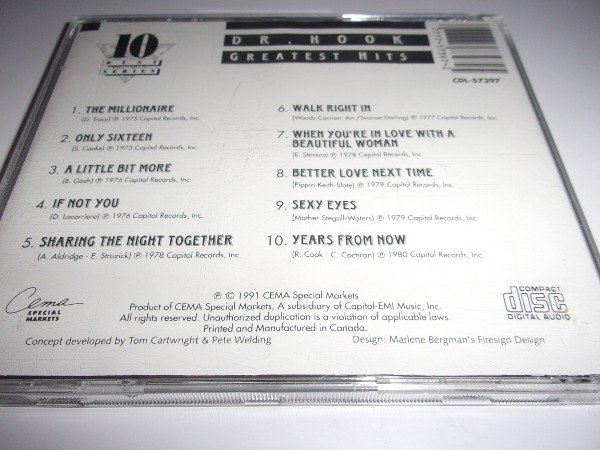 10
BEST
SERIES
DR. HOOK
GREATEST HITS
CDL-57397
1. THE MILLIONAIRE
(D. Tracy) ℗ 1975 Capitol Records, Inc.
2. ONLY SIXTEEN
(S. Cooke) ℗ 1975 Capitol Records, Inc.
3. A LITTLE BIT MORE
(B. Gosh) ℗ 1976 Capitol Records, Inc.
4. IF NOT YOU
(D. Locorriere) ℗ 1976 Capitol Records, Inc.
5. SHARING THE NIGHT TOGETHER
(A. Aldridge - E. Struzick) ℗ 1978 Capitol Records, Inc.
6. WALK RIGHT IN
(Woods-Cannon, Arr./Svanoe-Darling) ℗ 1977 Capitol Records, Inc.
7. WHEN YOU'RE IN LOVE WITH A
BEAUTIFUL WOMAN
(E. Stevens) ℗ 1978 Capitol Records, Inc.
8. BETTER LOVE NEXT TIME
(Pippin-Keith-Slate) ℗ 1979 Capitol Records, Inc.
9. SEXY EYES
(Mather-Stegall-Waters) ℗ 1979 Capitol Records, Inc.
10. YEARS FROM NOW
(R. Cook - C. Cochran) ℗ 1980 Capitol Records, Inc.
Cema
SPECIAL
MARKETS
℗ © 1991 CEMA Special Markets
Product of CEMA Special Markets, A subsidiary of Capitol-EMI Music, Inc.
All rights reserved. Unauthorized duplication is a violation of applicable laws.
Printed and Manufactured in Canada.
COMPACT
disc
DIGITAL AUDIO
Concept developed by Tom Cartwright & Pete Welding
Design: Marlene Bergman's Firesign Design